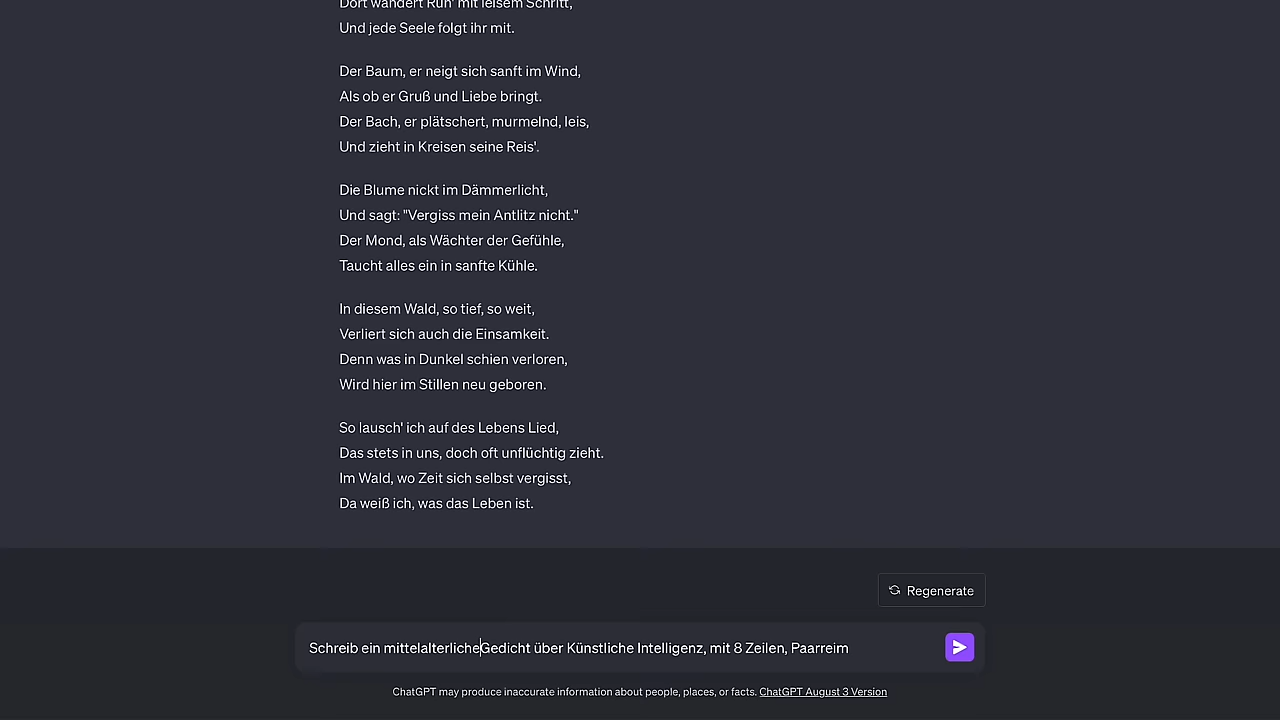 Dort wandert Ruh' mit leisem Schritt,
Und jede Seele folgt ihr mit.
Der Baum, er neigt sich sanft im Wind,
Als ob er Gruß und Liebe bringt.
Der Bach, er plätschert, murmelnd, leis,
Und zieht in Kreisen seine Reis'.
Die Blume nickt im Dämmerlicht,
Und sagt: "Vergiss mein Antlitz nicht."
Der Mond, als Wächter der Gefühle,
Taucht alles ein in sanfte Kühle.
In diesem Wald, so tief, so weit,
Verliert sich auch die Einsamkeit.
Denn was in Dunkel schien verloren,
Wird hier im Stillen neu geboren.
So lausch' ich auf des Lebens Lied,
Das stets in uns, doch oft unflüchtig zieht.
Im Wald, wo Zeit sich selbst vergisst,
Da weiß ich, was das Leben ist.
Regenerate
Schreib ein mittelalterlicheGedicht über Künstliche Intelligenz, mit 8 Zeilen, Paarreim
ChatGPT may produce inaccurate information about people, places, or facts. ChatGPT August 3 Version